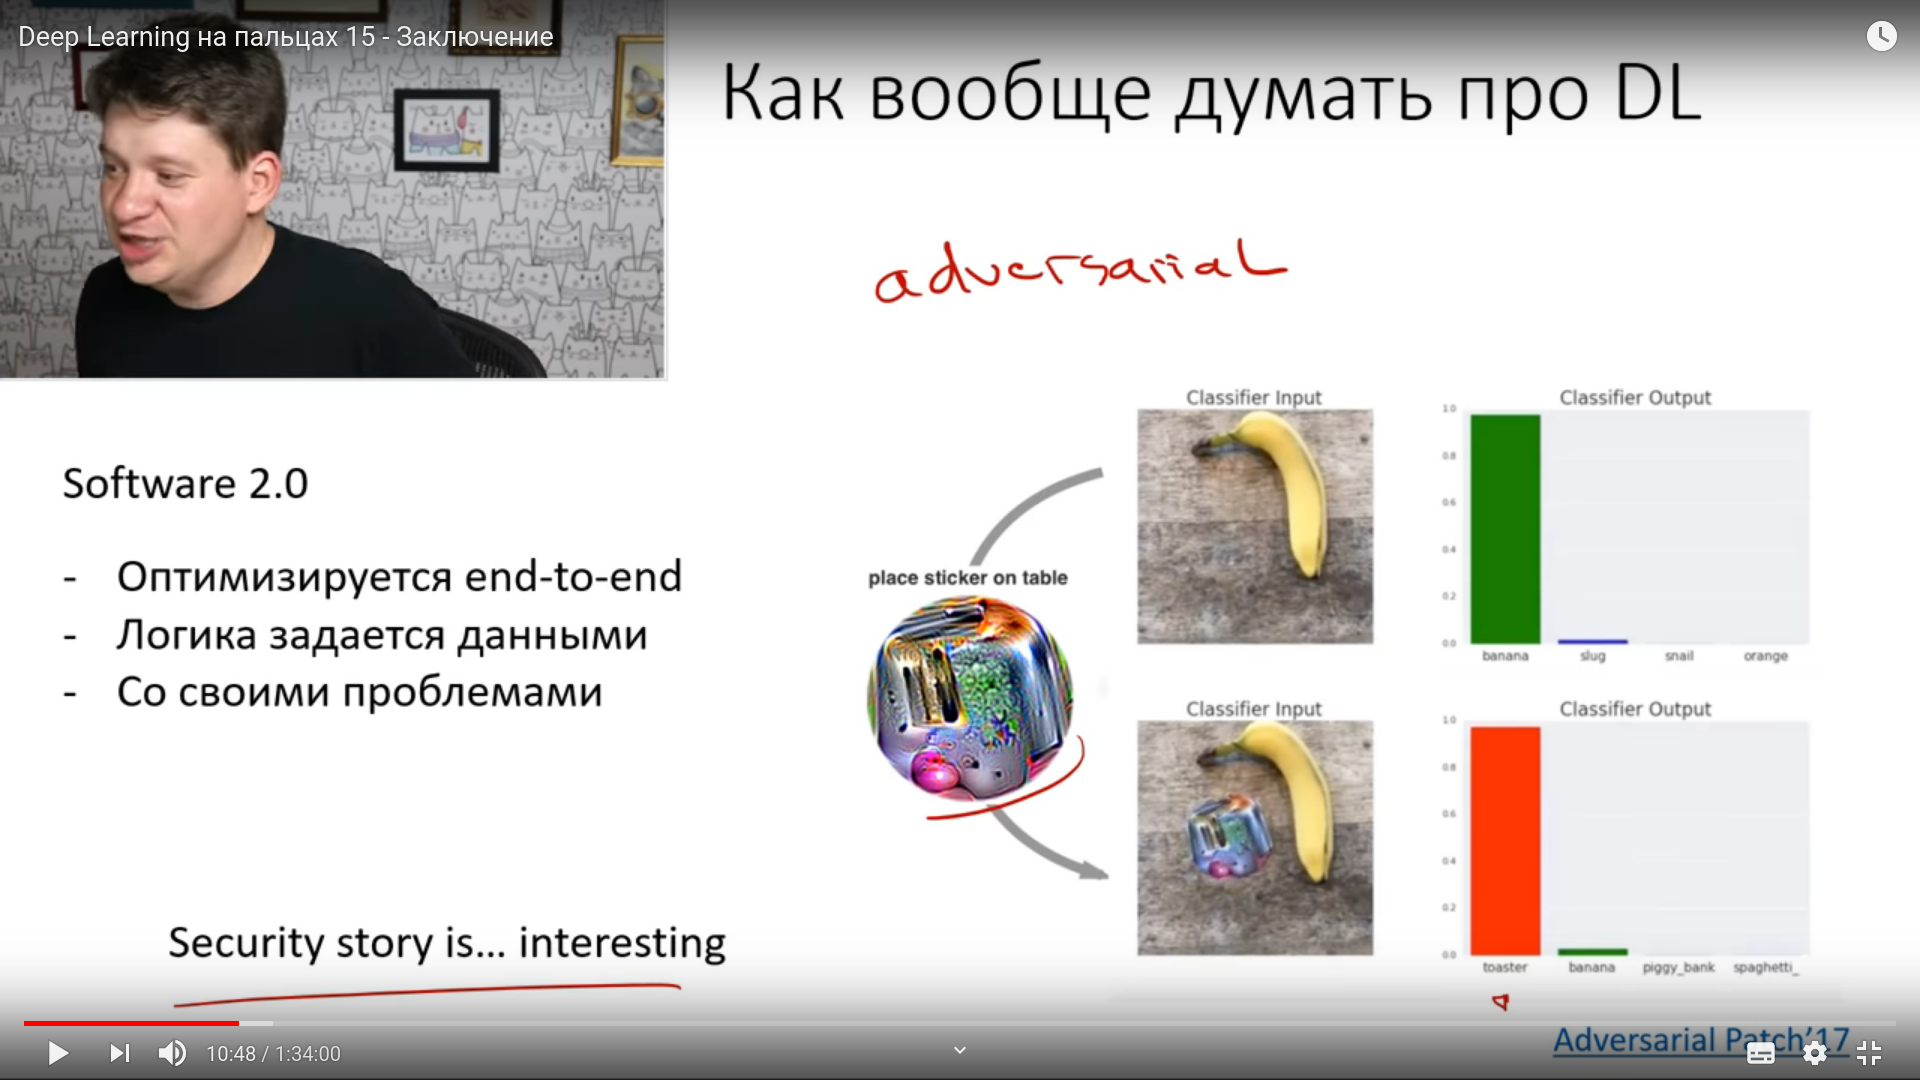 Deep Learning на пальцах 15 - Заключение
Как вообще думать про DL
adversarial
Software 2.0
- Оптимизируется end-to-end
- Логика задается данными
- Со своими проблемами
Security story is... interesting
place sticker on table
Classifier Input
Classifier Output
1.0
0.8
0.6
0.4
0.2
0.0
banana slug snail orange
Classifier Input
Classifier Output
1.0
0.8
0.6
0.4
0.2
0.0
toaster banana piggy_bank spaghetti_
Adversarial Patch'17
10:48 / 1:34:00